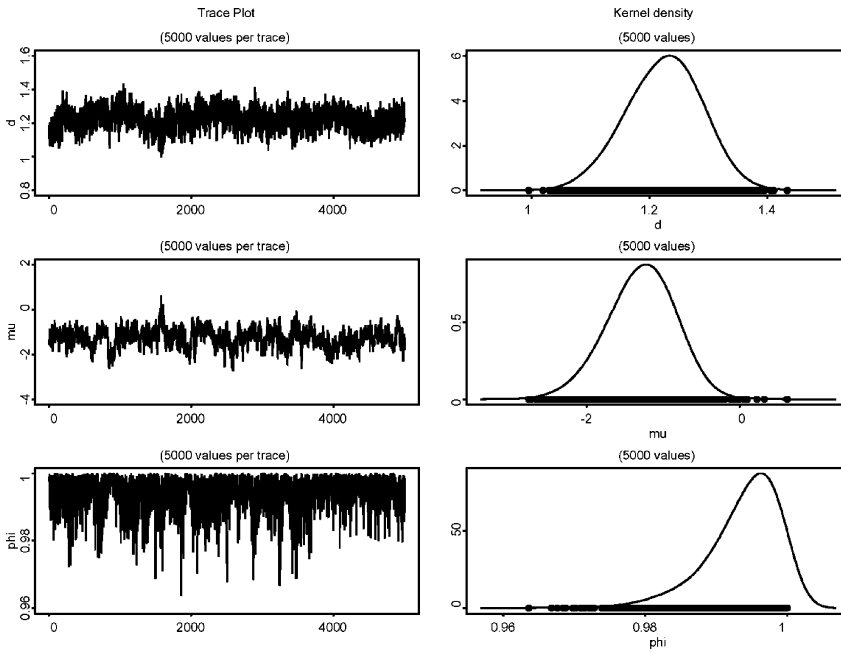 Trace Plot
Kernel density
(5000 values per trace)
(5000 values)
1.6
1.4
1.2
1
0.8
d
0
2000
4000
6
4
2
0
1
1.2
1.4
d
(5000 values per trace)
(5000 values)
2
0
-2
-4
mu
0
2000
4000
0.5
0
-2
0
mu
(5000 values per trace)
(5000 values)
1
0.98
0.96
phi
0
2000
4000
50
0
0.96
0.98
1
phi